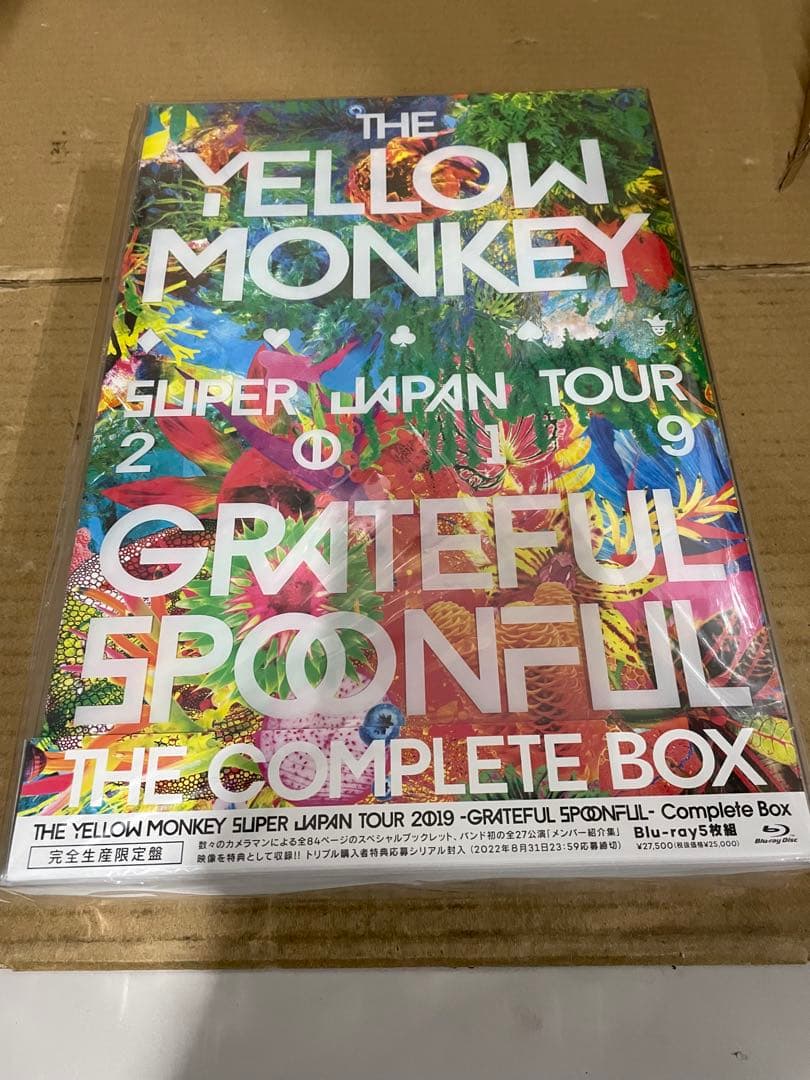 THE
YELLOW
MONKEY
SUPER JAPAN TOUR
2019
GRATEFUL
SPOONFUL
THE COMPLETE BOX
THE YELLOW MONKEY SUPER JAPAN TOUR 2019 -GRATEFUL SPOONFUL- Complete Box
完全生産限定盤
数々のカメラマンによる全84ページのスペシャルブックレット、バンド初の全27公演「メンバー紹介集」
映像を特典として収録!! トリプル購入者特典応募シリアル封入 (2022年8月31日23:59応募締切)
Blu-ray5枚組
¥27,500(税抜価格¥25,000)
Blu-ray Disc